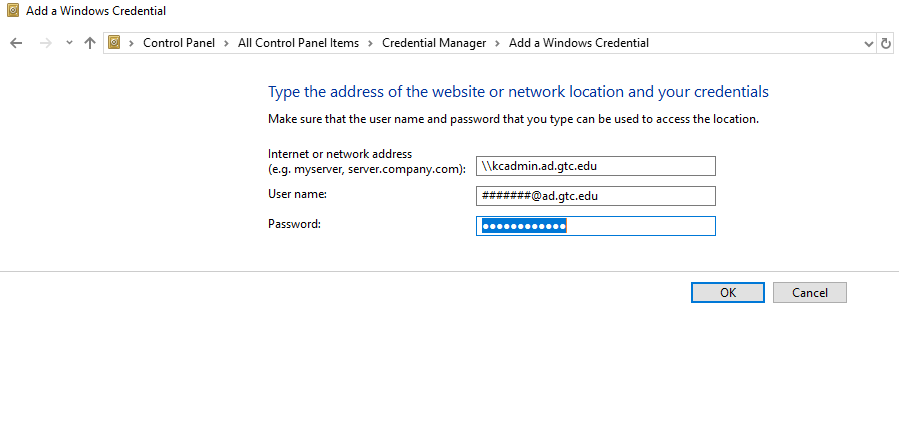 Add a Windows Credential
Control Panel > All Control Panel Items > Credential Manager > Add a Windows Credential
Type the address of the website or network location and your credentials
Make sure that the user name and password that you type can be used to access the location.
Internet or network address
(e.g. myserver, server.company.com): \\kcadmin.ad.gtc.edu
User name: #######@ad.gtc.edu
Password: ●●●●●●●●●●●●
OK Cancel